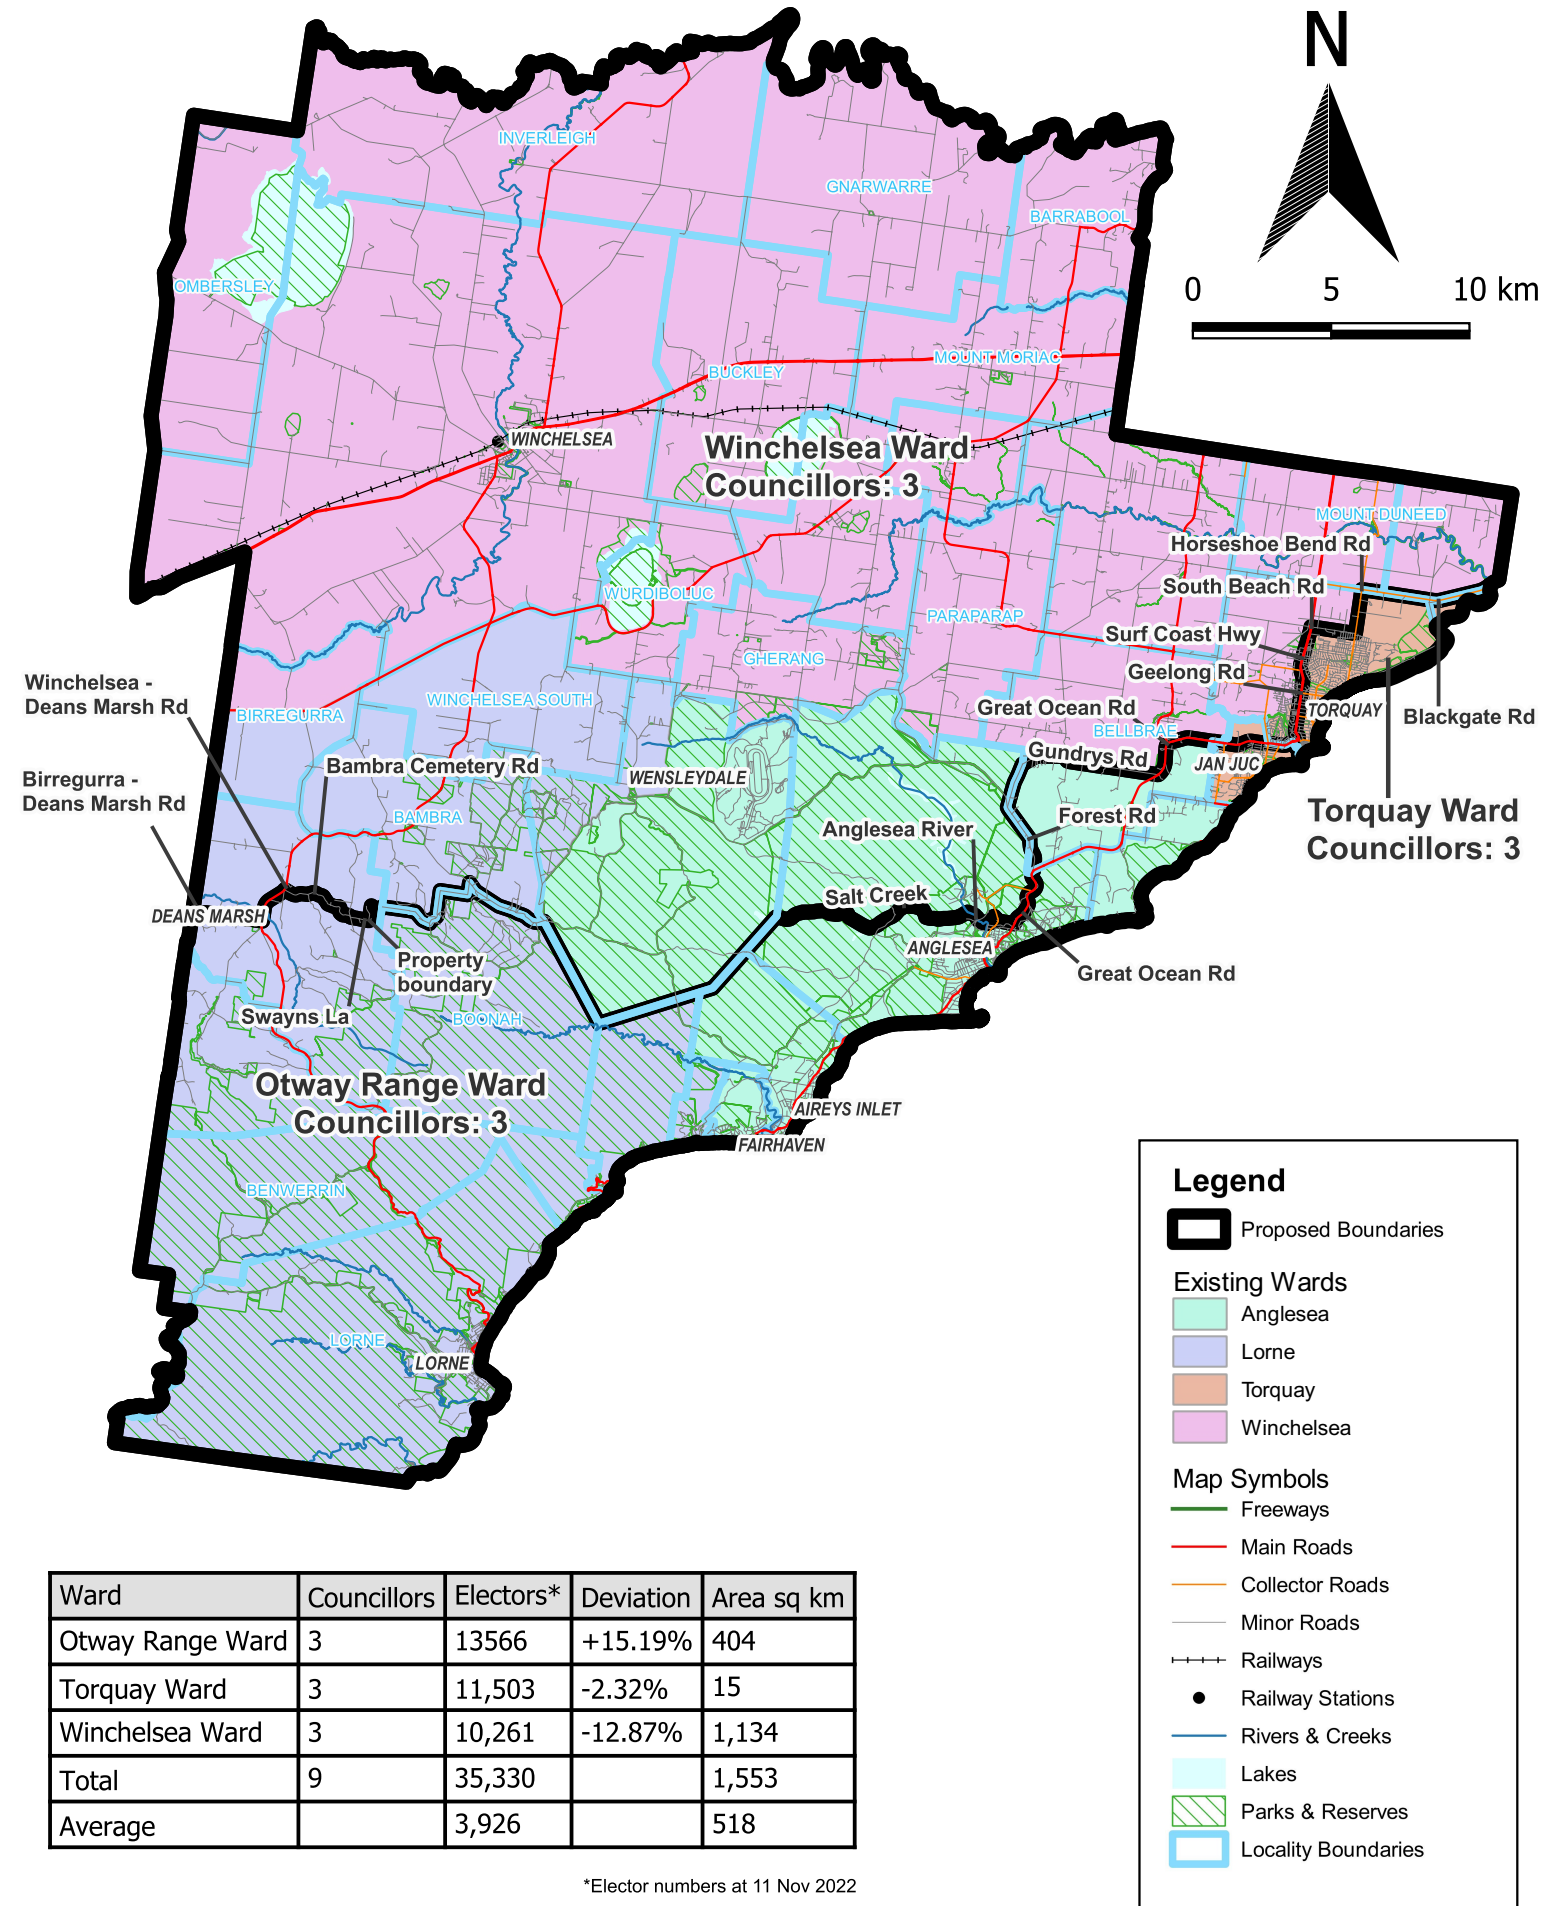 N
0 5 10 km
INVERLEIGH
GNARWARRE
BARRABOOL
OMBERSLEY
MOUNT MORIAC
BUCKLEY
WINCHELSEA
Winchelsea Ward
Councillors: 3
MOUNT DUNEED
Horseshoe Bend Rd
South Beach Rd
WURDIBOLUC
PARAPARAP
Surf Coast Hwy
GHERANG
Geelong Rd
Winchelsea -
Deans Marsh Rd
WINCHELSEA SOUTH
Great Ocean Rd
TORQUAY
BIRREGURRA
Blackgate Rd
BELLBRAE
Gundrys Rd
JAN JUC
Bambra Cemetery Rd
WENSLEYDALE
Birregurra -
Deans Marsh Rd
BAMBRA
Forest Rd
Torquay Ward
Councillors: 3
Anglesea River
Salt Creek
DEANS MARSH
ANGLESEA
Property
boundary
Great Ocean Rd
Swayns La
BOONAH
Otway Range Ward
Councillors: 3
AIREYS INLET
FAIRHAVEN
BENWERRIN
LORNE
LORNE
Legend
Proposed Boundaries
Existing Wards
Anglesea
Lorne
Torquay
Winchelsea
Map Symbols
Freeways
Main Roads
Collector Roads
Minor Roads
Railways
Railway Stations
Rivers & Creeks
Lakes
Parks & Reserves
Locality Boundaries
Ward Councillors Electors* Deviation Area sq km
Otway Range Ward 3 13566 +15.19% 404
Torquay Ward 3 11,503 -2.32% 15
Winchelsea Ward 3 10,261 -12.87% 1,134
Total 9 35,330 1,553
Average 3,926 518
*Elector numbers at 11 Nov 2022